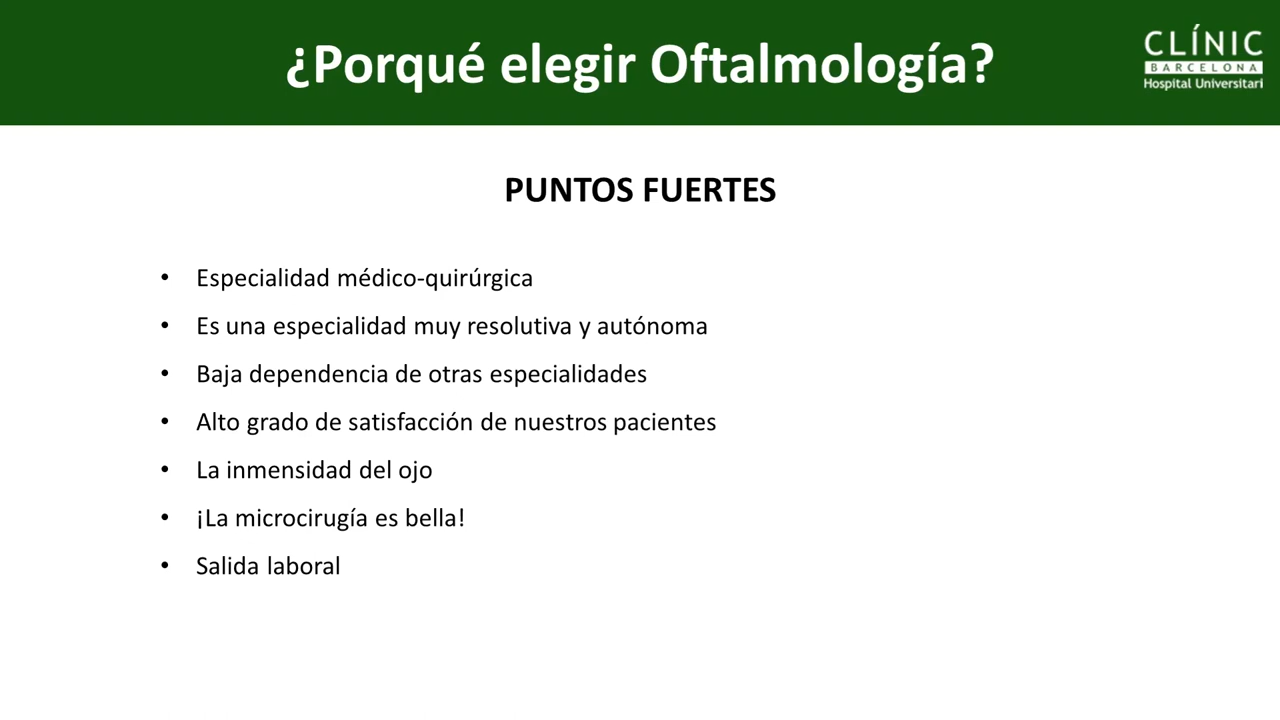 ¿Porqué elegir Oftalmología?
CLÍNIC
BARCELONA
Hospital Universitari
PUNTOS FUERTES
• Especialidad médico-quirúrgica
• Es una especialidad muy resolutiva y autónoma
• Baja dependencia de otras especialidades
• Alto grado de satisfacción de nuestros pacientes
• La inmensidad del ojo
• ¡La microcirugía es bella!
• Salida laboral